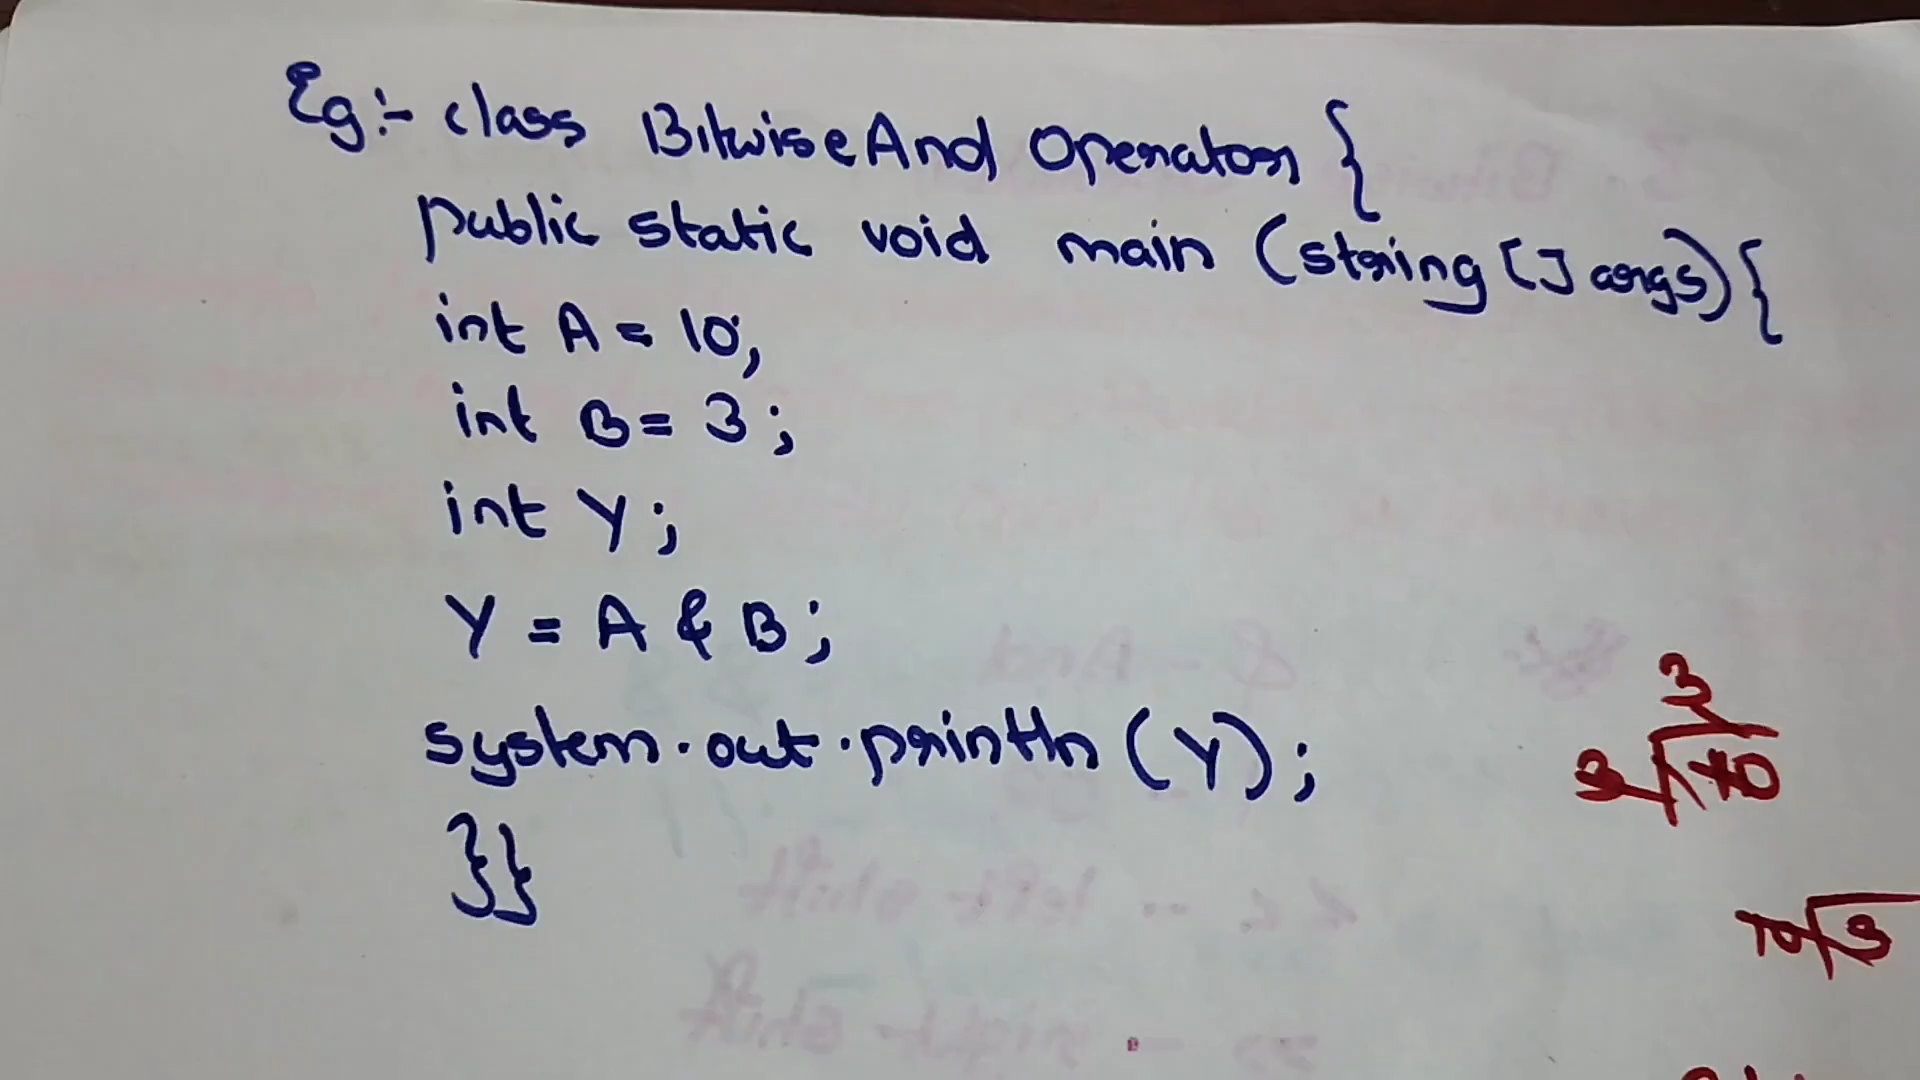 Eg:- class BitwiseAnd Operator {
public static void main (string [] args) {
int A = 10;
int B = 3;
int Y;
Y = A & B;
system.out.println (Y);
}}
3
3 10
10 3